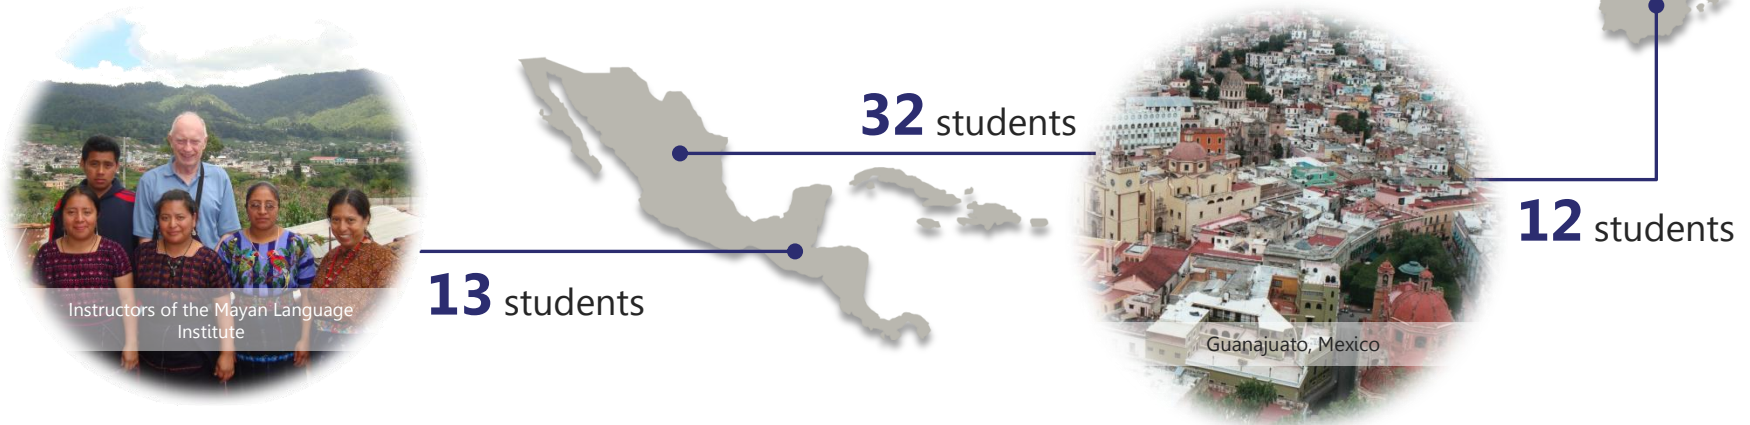 32 students
12 students
13 students
Instructors of the Mayan Language
Institute
Guanajuato, Mexico